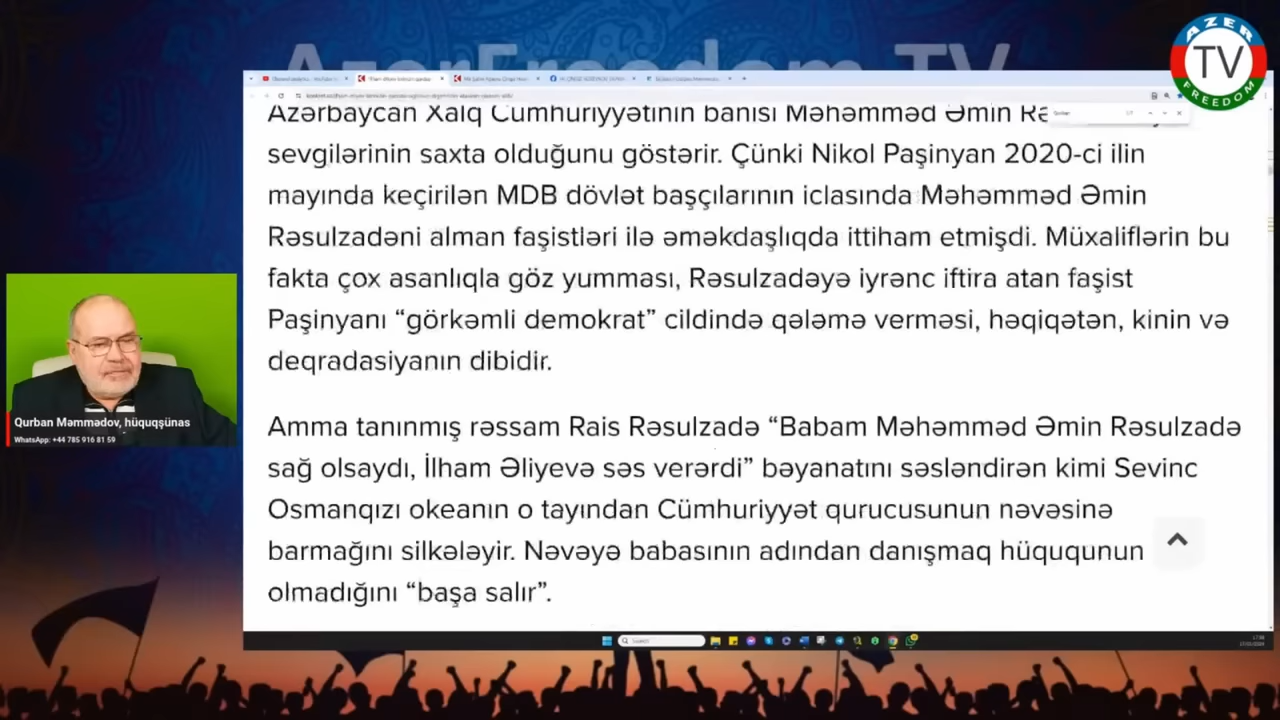 AzerFreedom TV
AZER
TV
FREEDOM
Azərbaycan Xalq Cümhuriyyətinin banisi Məhəmməd Əmin
sevgilərinin saxta olduğunu göstərir. Çünki Nikol Paşinyan 2020-ci ilin
mayında keçirilən MDB dövlət başçılarının iclasında Məhəmməd Əmin
Rəsulzadəni alman faşistləri ilə əməkdaşlıqda ittiham etmişdi. Müxaliflərin bu
fakta çox asanlıqla göz yumması, Rəsulzadəyə iyrənc iftira atan faşist
Paşinyanı “görkəmli demokrat” cildində qələmə verməsi, həqiqətən, kinin və
deqradasiyanın dibidir.
Amma tanınmış rəssam Rais Rəsulzadə “Babam Məhəmməd Əmin Rəsulzadə
sağ olsaydı, İlham Əliyevə səs verərdi” bəyanatını səsləndirən kimi Sevinc
Osmanqızı okeanın o tayından Cümhuriyyət qurucusunun nəvəsinə
barmağını silkələyir. Nəvəyə babasının adından danışmaq hüququnun
olmadığını “başa salır”.
Qurban Məmmədov, hüquqşünas
WhatsApp: +44 785 916 81 59
Search